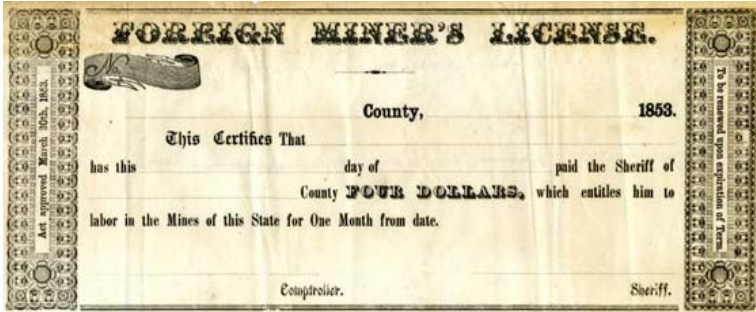 FOREIGN MINER'S LICENSE.
N
County, 1853.
This Certifies That
has this day of paid the Sheriff of
County FOUR DOLLARS, which entitles him to
labor in the Mines of this State for One Month from date.
Comptroller. Sheriff.
Act approved March 30th, 1853.
To be renewed upon expiration of Term.